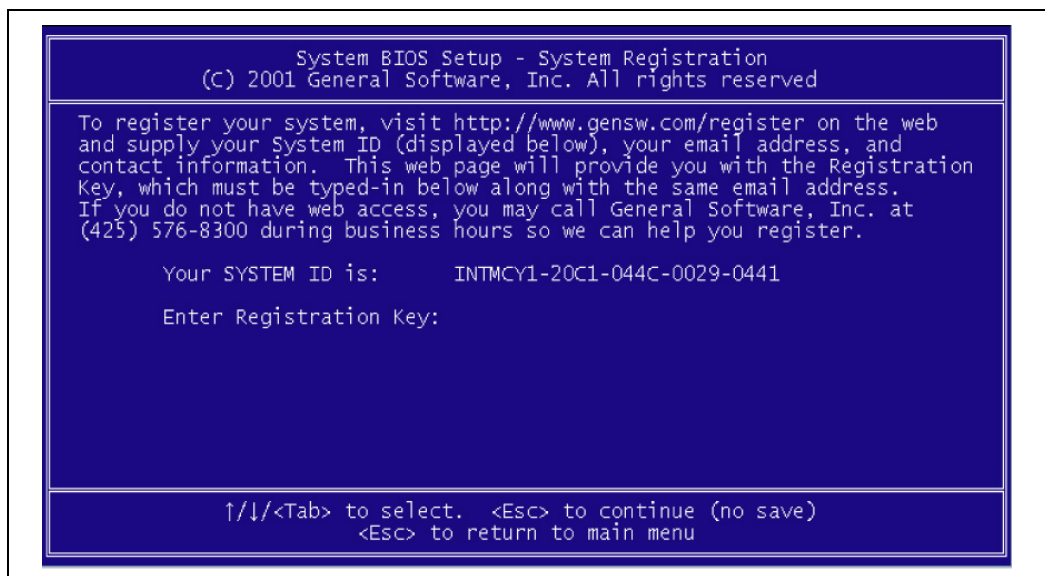 System BIOS Setup - System Registration
(C) 2001 General Software, Inc. All rights reserved
To register your system, visit http://www.gensw.com/register on the web
and supply your System ID (displayed below), your email address, and
contact information.  This web page will provide you with the Registration
Key, which must be typed-in below along with the same email address.
If you do not have web access, you may call General Software, Inc. at
(425) 576-8300 during business hours so we can help you register.
Your SYSTEM ID is:      INTMCY1-20C1-044C-0029-0441
Enter Registration Key:
↑/↓/<Tab> to select.  <Esc> to continue (no save)
<Esc> to return to main menu